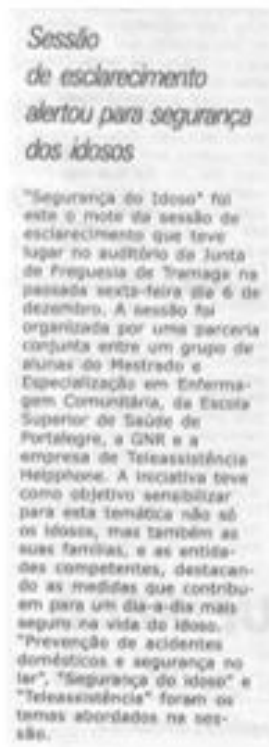 Sessão
de esclarecimento
alertou para segurança
dos idosos
"Segurança do Idoso" foi
este o mote da sessão de
esclarecimento que teve
lugar no auditório da Junta
de Freguesia de Tramaga na
passada sexta-feira dia 6 de
dezembro. A sessão foi
organizada por uma parceria
conjunta entre um grupo de
alunas do Mestrado e
Especialização em Enferma-
gem Comunitária, da Escola
Superior de Saúde de
Portalegre, a GNR e a
empresa de Teleassistência
Helpphone. A iniciativa teve
como objetivo sensibilizar
para esta temática não só
os idosos, mas também as
suas famílias, e as entida-
des competentes, destacan-
do as medidas que contribu-
em para um dia-a-dia mais
seguro na vida do idoso.
"Prevenção de acidentes
domésticos e segurança no
lar", "Segurança do idoso" e
"Teleassistência" foram os
temas abordados na ses-
são.